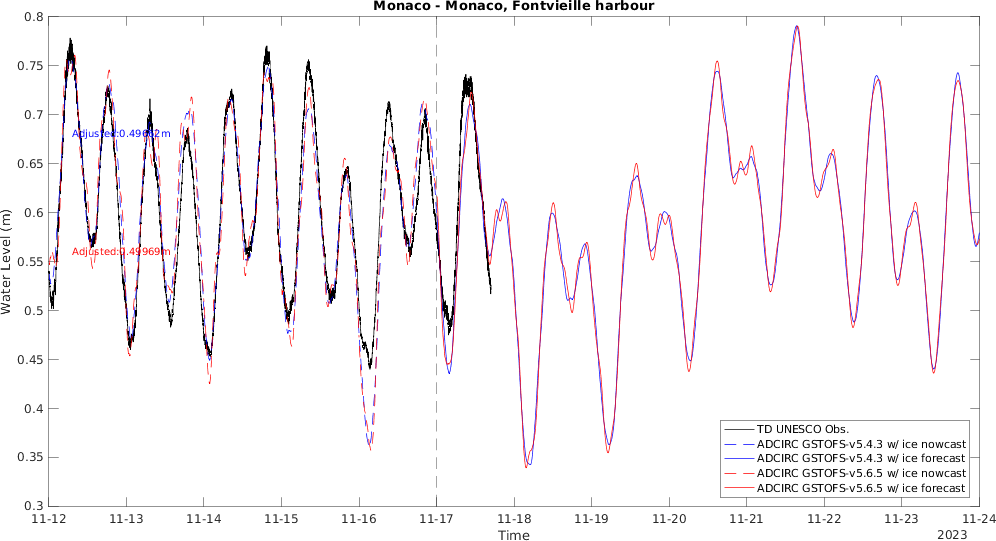 Monaco - Monaco, Fontvieille harbour
0.8
0.75
0.7
0.65
0.6
0.55
0.5
0.45
0.4
0.35
0.3
Water Level (m)
Adjusted:0.49682m
Adjusted:0.49969m
TD UNESCO Obs.
ADCIRC GSTOFS-v5.4.3 w/ ice nowcast
ADCIRC GSTOFS-v5.4.3 w/ ice forecast
ADCIRC GSTOFS-v5.6.5 w/ ice nowcast
ADCIRC GSTOFS-v5.6.5 w/ ice forecast
11-12 11-13 11-14 11-15 11-16 11-17 11-18 11-19 11-20 11-21 11-22 11-23 11-24
Time
2023